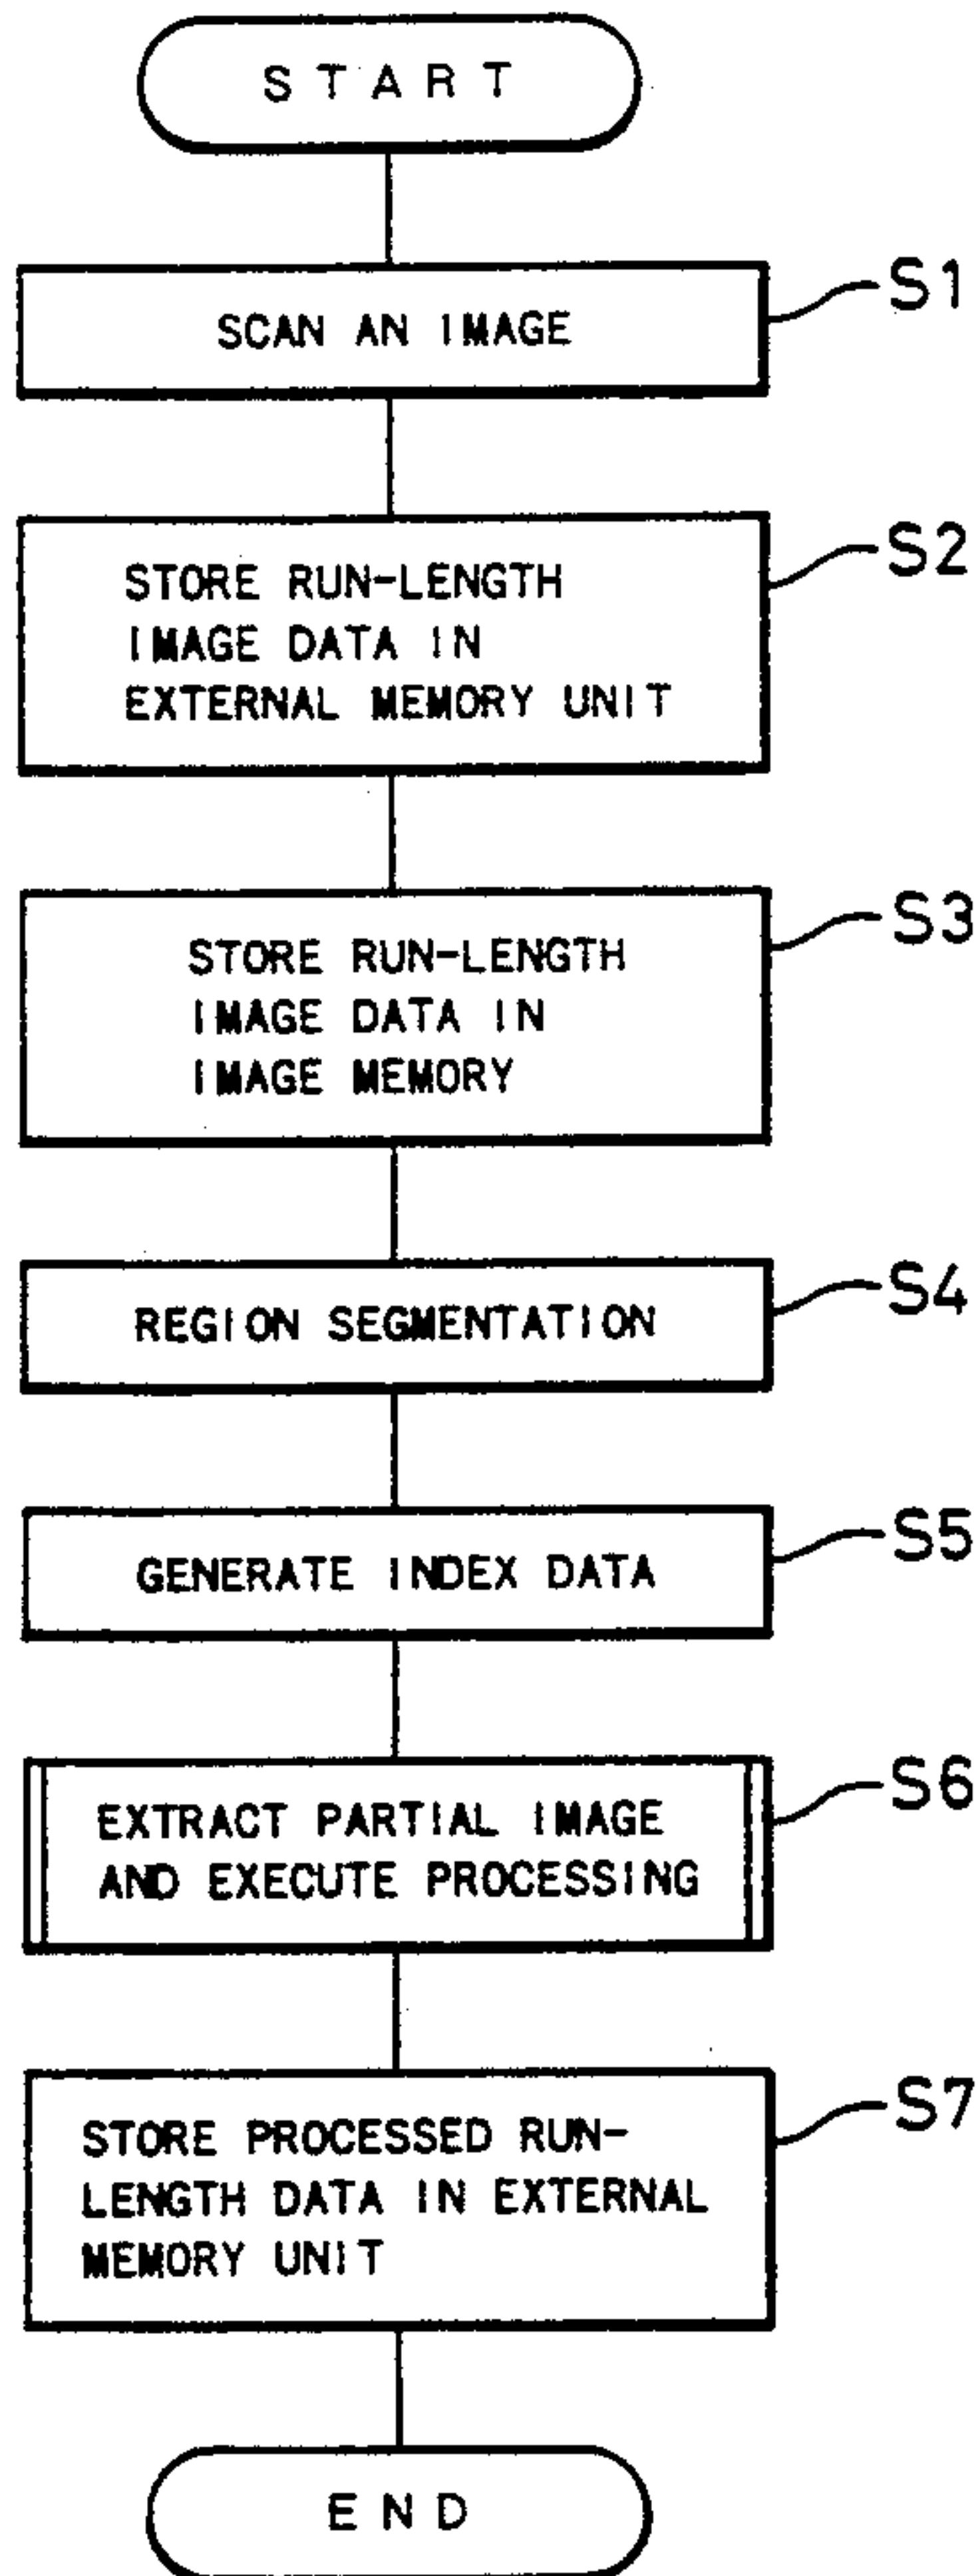 START
SCAN AN IMAGE
S1
STORE RUN-LENGTH
IMAGE DATA IN
EXTERNAL MEMORY UNIT
S2
STORE RUN-LENGTH
IMAGE DATA IN
IMAGE MEMORY
S3
REGION SEGMENTATION
S4
GENERATE INDEX DATA
S5
EXTRACT PARTIAL IMAGE
AND EXECUTE PROCESSING
S6
STORE PROCESSED RUN-
LENGTH DATA IN EXTERNAL
MEMORY UNIT
S7
END